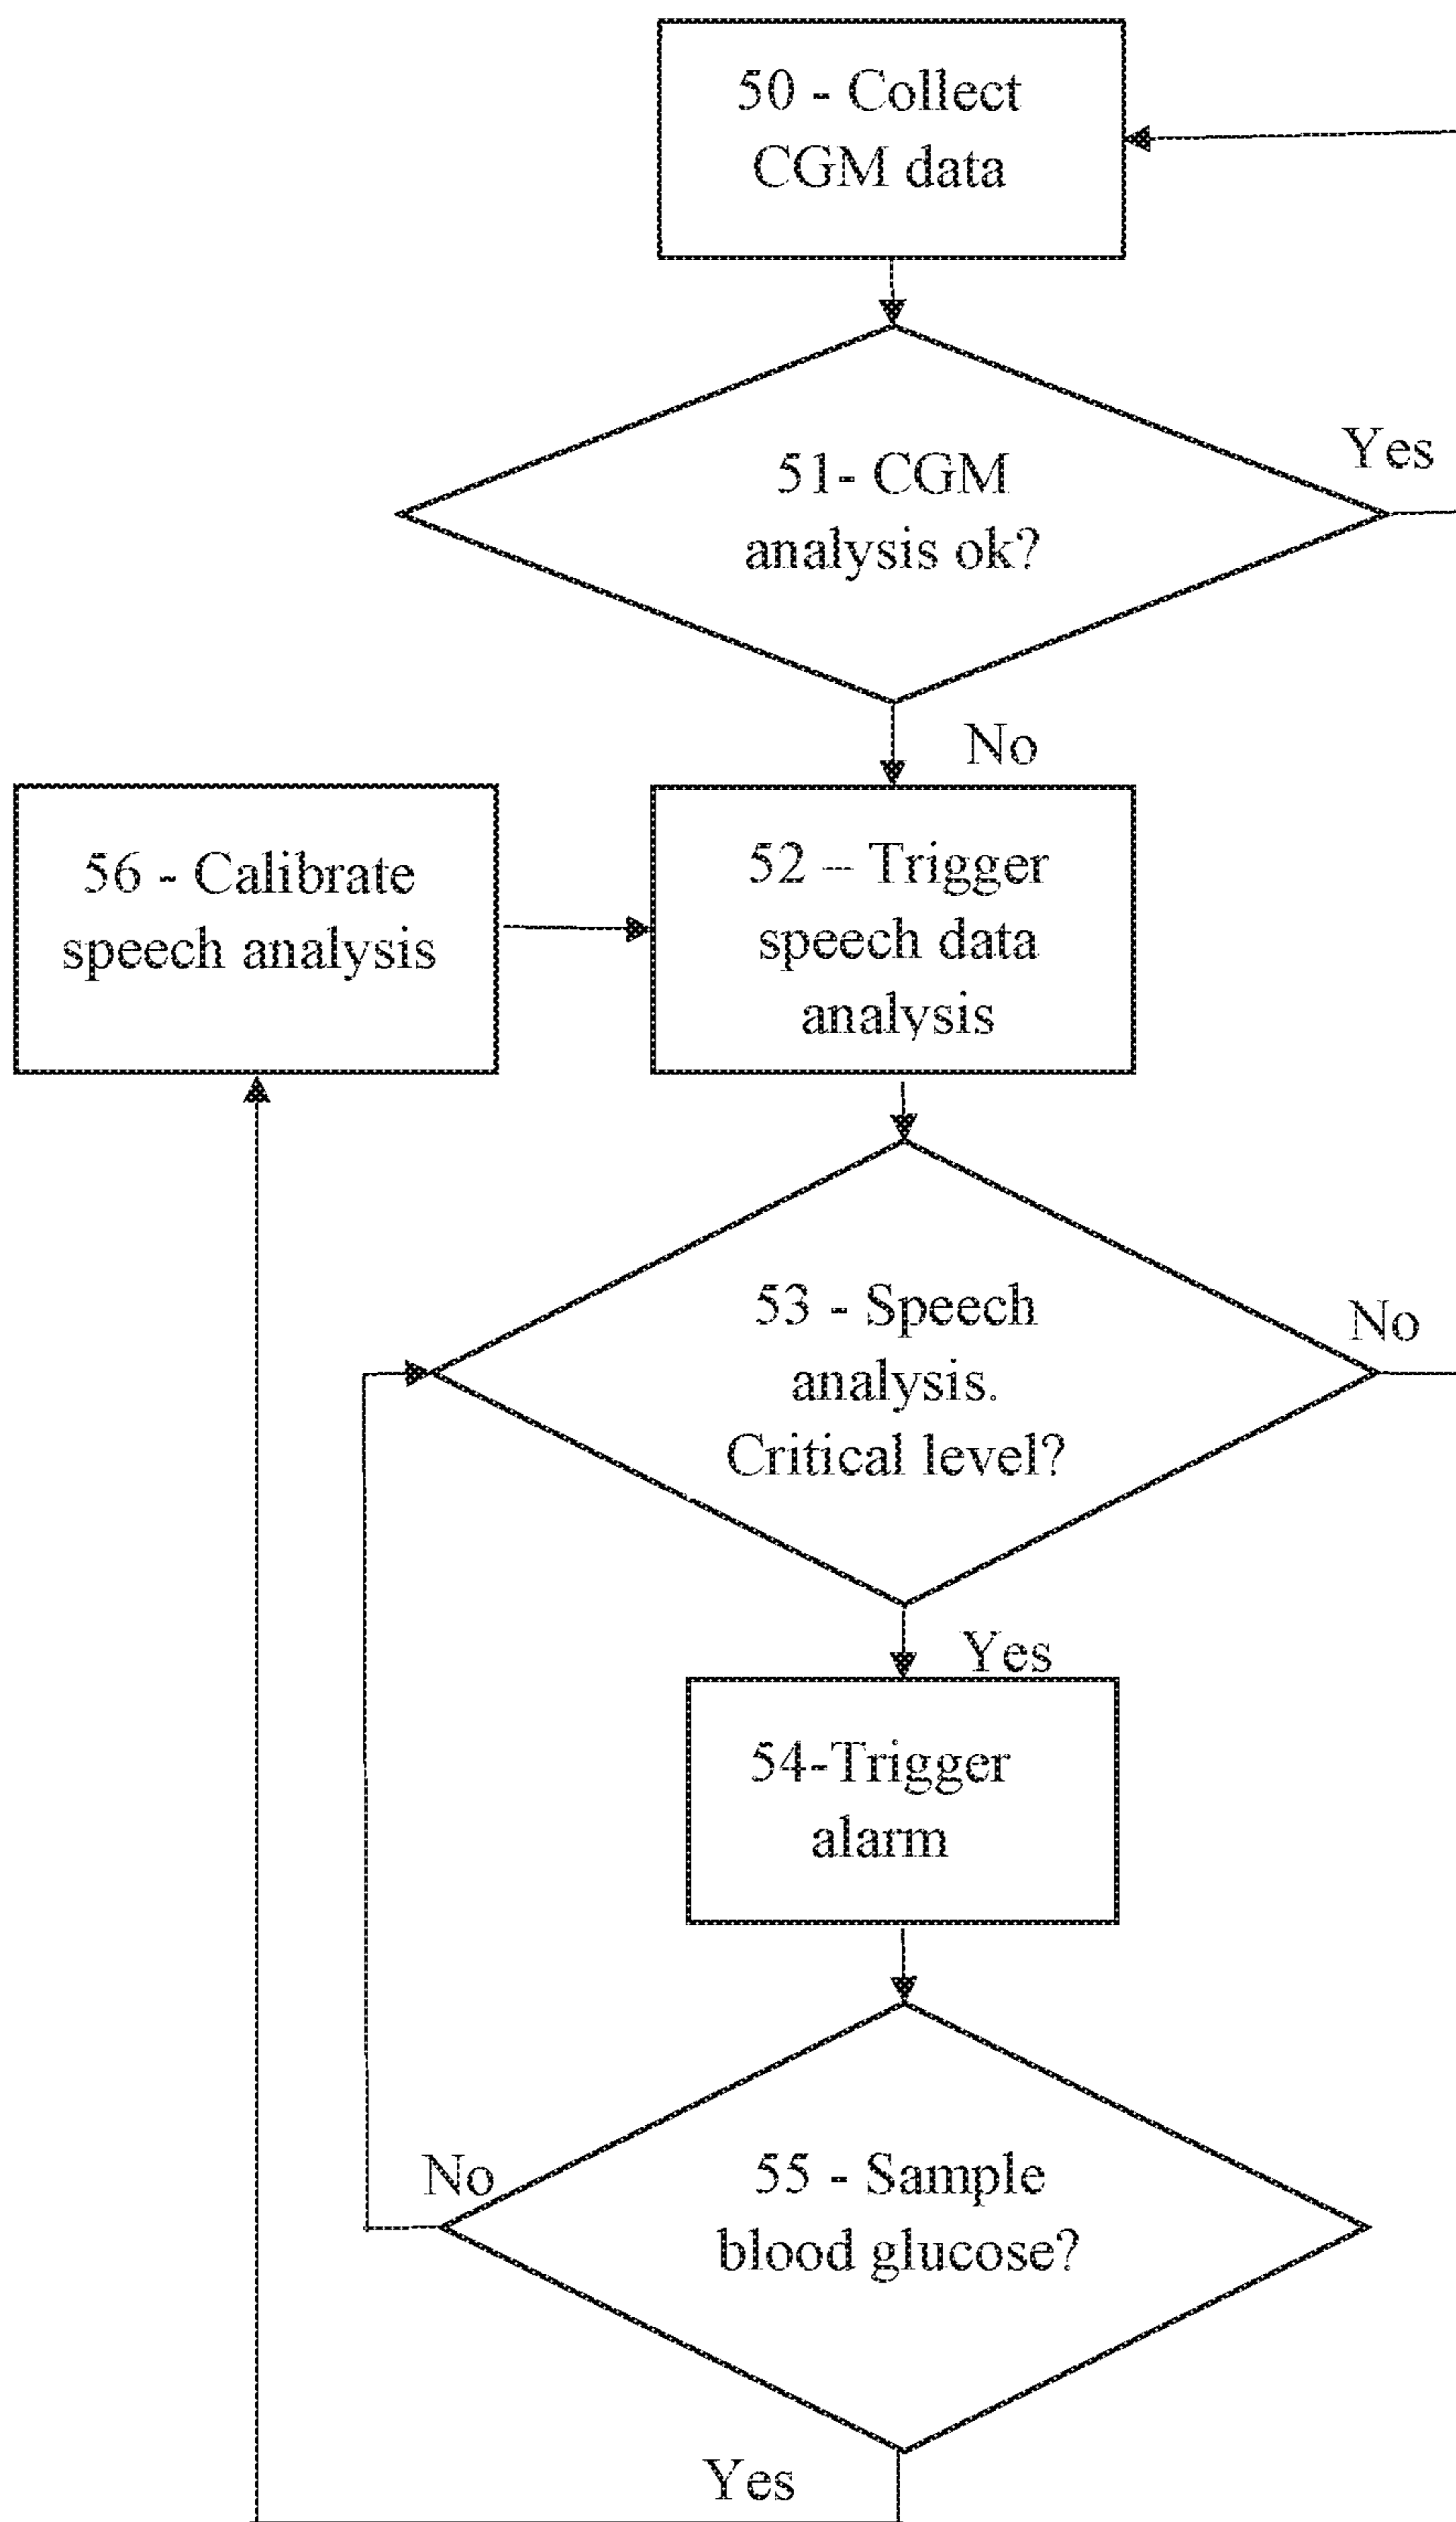 50 - Collect
CGM data
51- CGM
analysis ok?
Yes
No
56 - Calibrate
speech analysis
52 – Trigger
speech data
analysis
53 - Speech
analysis.
Critical level?
No
Yes
54-Trigger
alarm
55 - Sample
blood glucose?
No
Yes